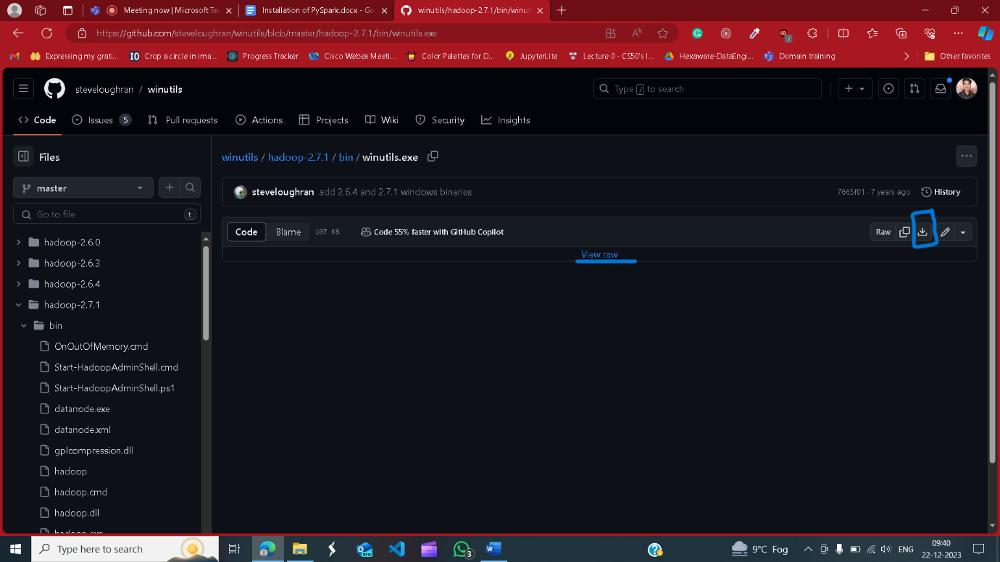 Meeting now | Microsoft Tea
Installation of PySpark.docx - Go
winutils/hadoop-2.7.1/bin/winut
https://github.com/steveloughran/winutils/blob/master/hadoop-2.7.1/bin/winutils.exe
7
Expressing my grati...
Crop a circle in ima...
Progress Tracker
Cisco Webex Meeti...
Color Palettes for D...
JupyterLite
Lecture 0 - CS50's I...
Hexaware-DataEngi...
Domain training
Other favorites
steveloughran / winutils
Type / to search
Code
Issues 5
Pull requests
Actions
Projects
Wiki
Security
Insights
Files
master
Go to file t
hadoop-2.6.0
hadoop-2.6.3
hadoop-2.6.4
hadoop-2.7.1
bin
OnOutOfMemory.cmd
Start-HadoopAdminShell.cmd
Start-HadoopAdminShell.ps1
datanode.exe
datanode.xml
gplcompression.dll
hadoop
hadoop.cmd
hadoop.dll
winutils / hadoop-2.7.1 / bin / winutils.exe
steveloughran add 2.6.4 and 2.7.1 windows binaries
7665f01 · 7 years ago
History
Code Blame 107 KB Code 55% faster with GitHub Copilot
Raw
View raw
Type here to search
3
9°C Fog
ENG
09:40
22-12-2023